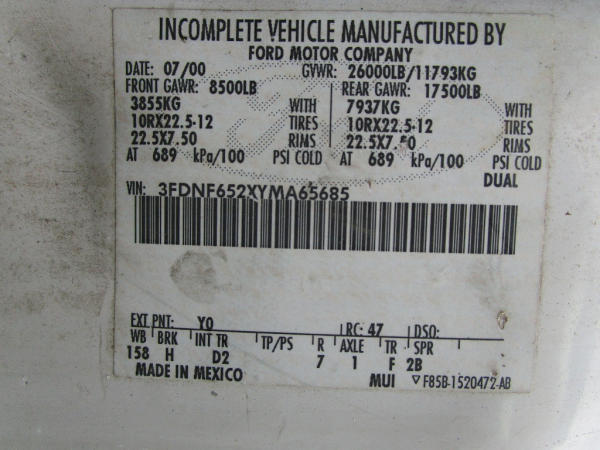 INCOMPLETE VEHICLE MANUFACTURED BY
FORD MOTOR COMPANY
DATE: 07/00 GVWR: 26000LB/11793KG
FRONT GAWR: 8500LB REAR GAWR: 17500LB
3855KG WITH 7937KG WITH
10RX22.5-12 TIRES 10RX22.5-12 TIRES
22.5X7.50 RIMS 22.5X7.50 RIMS
AT 689 kPa/100 PSI COLD AT 689 kPa/100 PSI COLD
DUAL
VIN: 3FDNF652XYMA65685
EXT PNT: YO RC: 47 DSO:
WB BRK INT TR TP/PS R AXLE TR SPR
158 H D2 7 1 F 2B
MADE IN MEXICO MUI ▽ F85B-1520472-AB